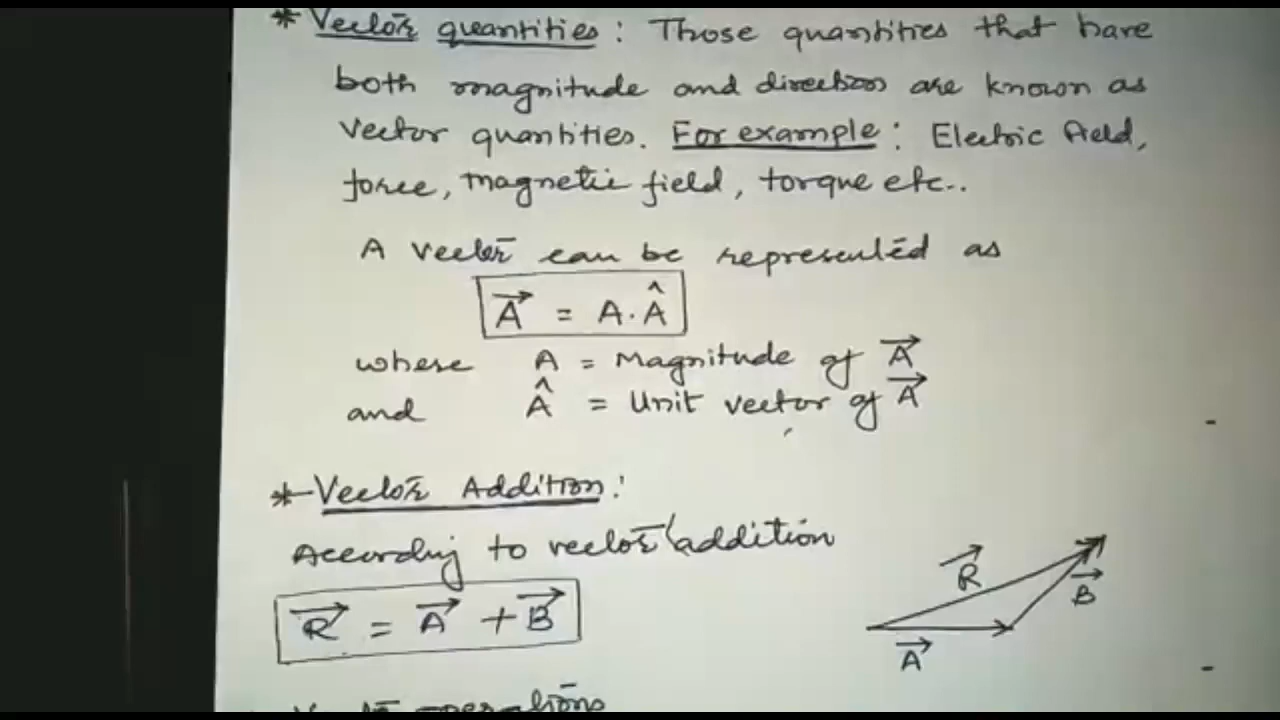 * Vector quantities : Those quantities that have
both magnitude and direction are known as
vector quantities. For example : Electric field,
force, magnetic field, torque etc..
A vector can be represented as
A⃗ = A.Â
where A = Magnitude of A⃗
and Â = Unit vector of A⃗
* Vector Addition :
According to vector addition
R⃗ = A⃗ + B⃗
R⃗
B⃗
A⃗
operations